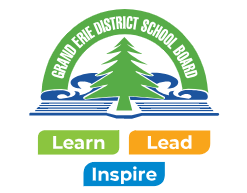 GRAND ERIE DISTRICT SCHOOL BOARD
Learn Lead
Inspire